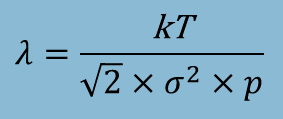 λ = kT / (√2 × σ² × p)